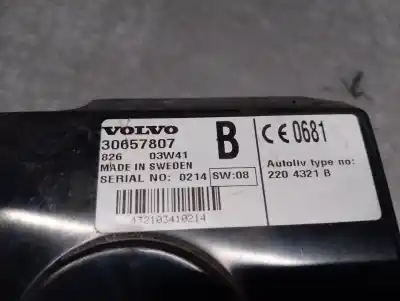 VOLVO
30657807
826 03W41
MADE IN SWEDEN
SERIAL NO: 0214
SW:08
B
CE 0681
Autoliv type no:
220 4321 B